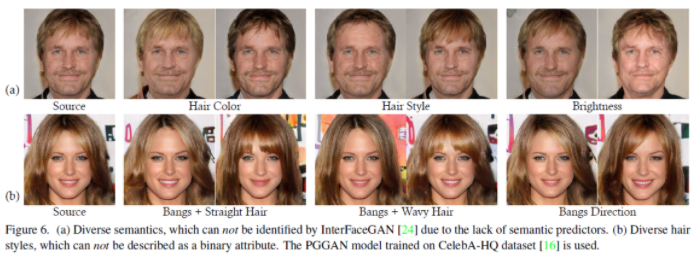 (a)
Source Hair Color Hair Style Brightness
(b)
Source Bangs + Straight Hair Bangs + Wavy Hair Bangs Direction
Figure 6. (a) Diverse semantics, which can not be identified by InterFaceGAN [24] due to the lack of semantic predictors. (b) Diverse hair
styles, which can not be described as a binary attribute. The PGGAN model trained on CelebA-HQ dataset [16] is used.